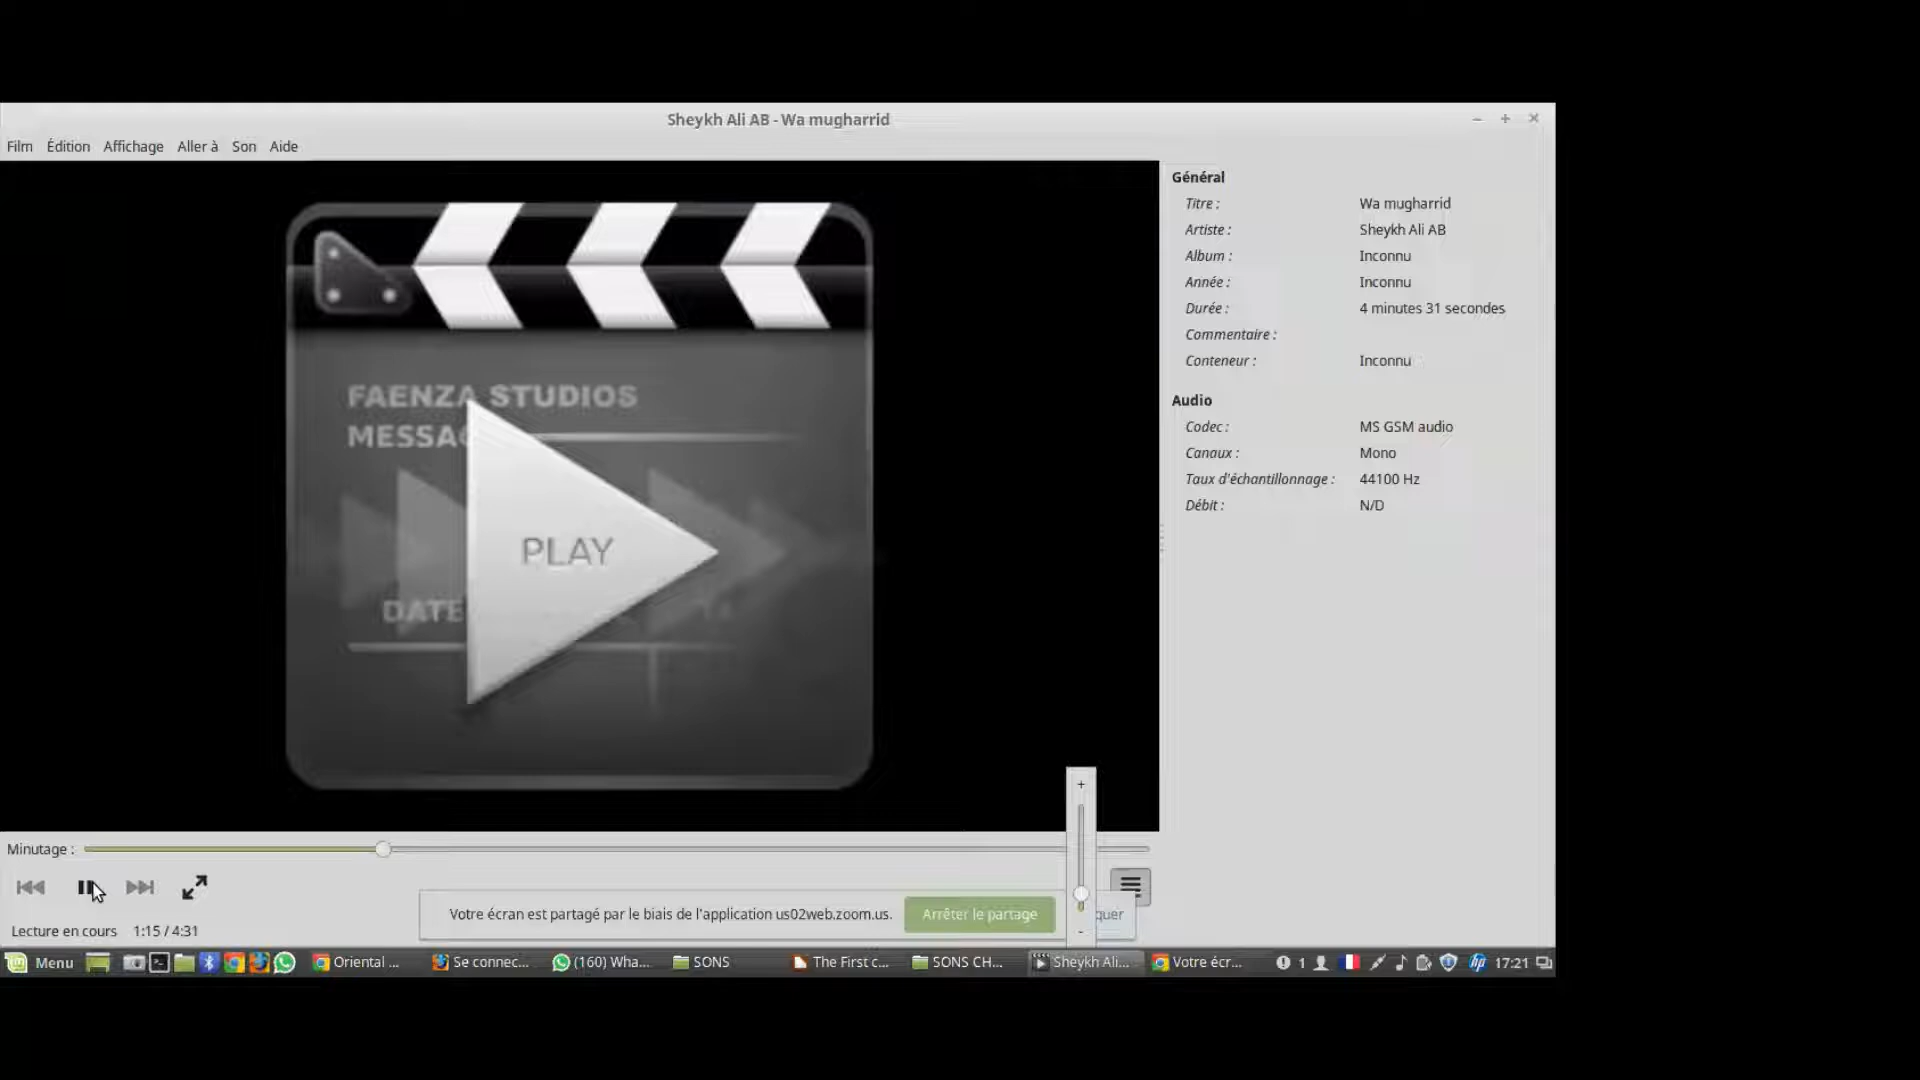 Sheykh Ali AB - Wa mugharrid
Film Édition Affichage Aller à Son Aide
Général
Titre : Wa mugharrid
Artiste : Sheykh Ali AB
Album : Inconnu
Année : Inconnu
Durée : 4 minutes 31 secondes
Commentaire :
Conteneur : Inconnu
Audio
Codec : MS GSM audio
Canaux : Mono
Taux d'échantillonnage : 44100 Hz
Débit : N/D
FAENZA STUDIOS
MESSA
PLAY
DATE
Minutage :
Votre écran est partagé par le biais de l'application us02web.zoom.us. Arrêter le partage quer
Lecture en cours 1:15 / 4:31
Menu Oriental ... Se connec... (160) Wha... SONS The First c... SONS CH... Sheykh Ali... Votre écr... 1 hp 17:21